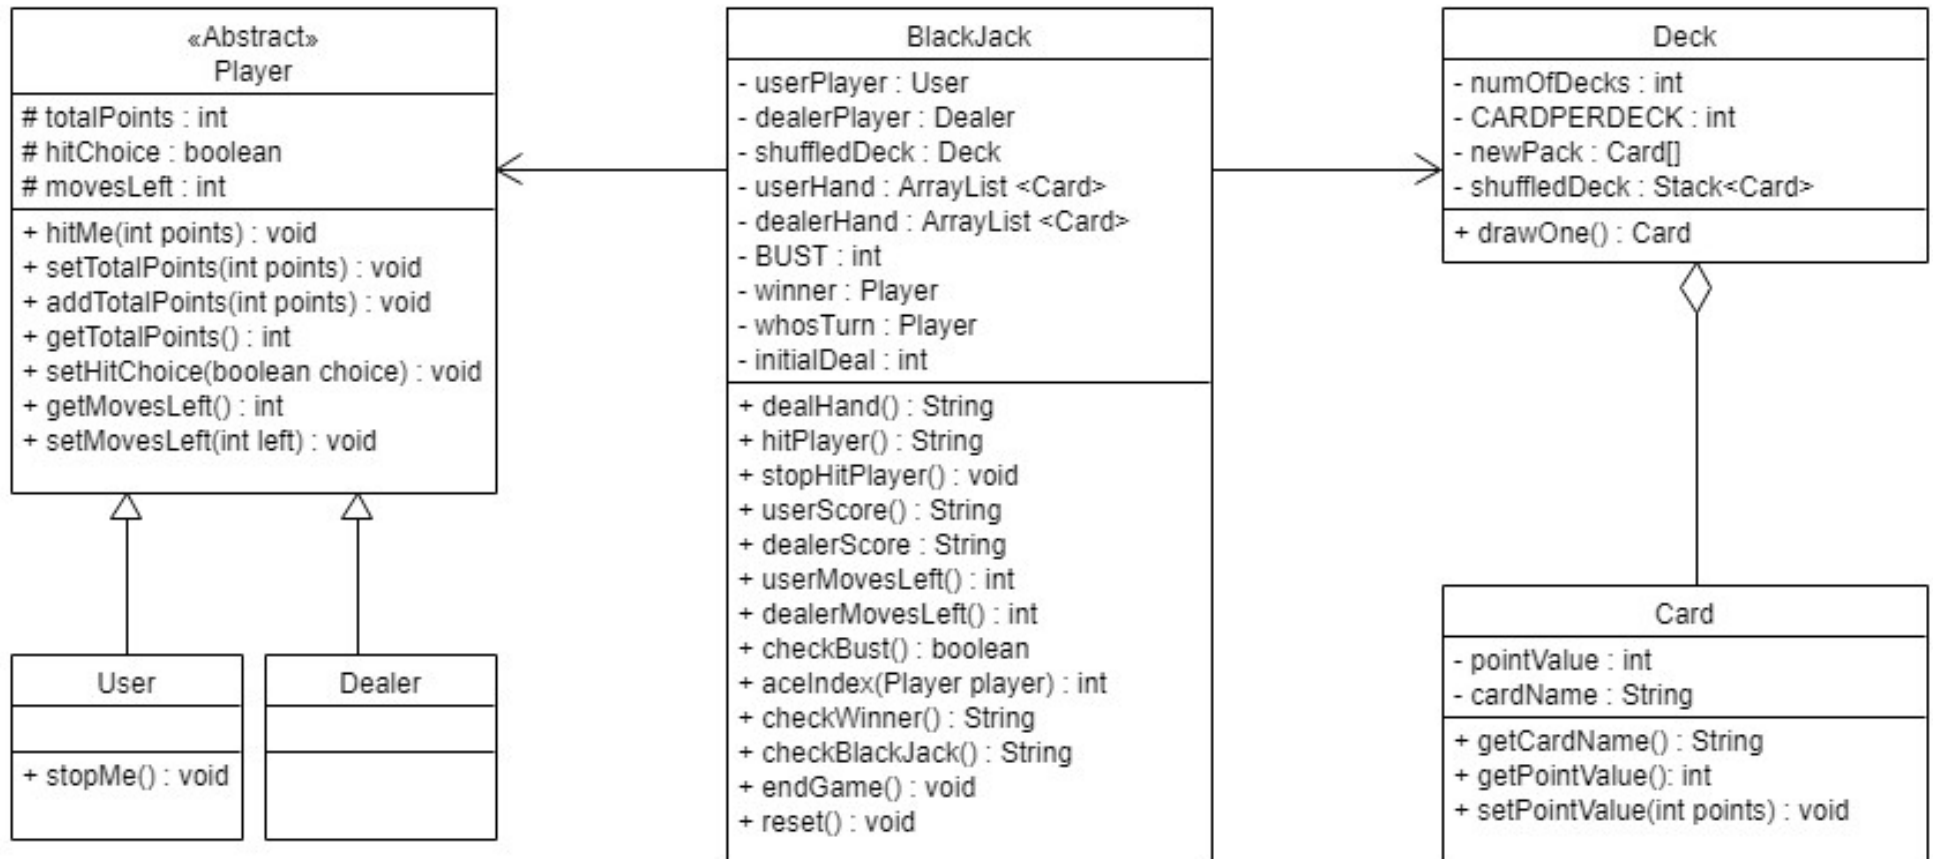 «Abstract»
Player
# totalPoints : int
# hitChoice : boolean
# movesLeft : int
+ hitMe(int points) : void
+ setTotalPoints(int points) : void
+ addTotalPoints(int points) : void
+ getTotalPoints() : int
+ setHitChoice(boolean choice) : void
+ getMovesLeft() : int
+ setMovesLeft(int left) : void
User
+ stopMe() : void
Dealer
BlackJack
- userPlayer : User
- dealerPlayer : Dealer
- shuffledDeck : Deck
- userHand : ArrayList <Card>
- dealerHand : ArrayList <Card>
- BUST : int
- winner : Player
- whosTurn : Player
- initialDeal : int
+ dealHand() : String
+ hitPlayer() : String
+ stopHitPlayer() : void
+ userScore() : String
+ dealerScore : String
+ userMovesLeft() : int
+ dealerMovesLeft() : int
+ checkBust() : boolean
+ aceIndex(Player player) : int
+ checkWinner() : String
+ checkBlackJack() : String
+ endGame() : void
+ reset() : void
Deck
- numOfDecks : int
- CARDPERDECK : int
- newPack : Card[]
- shuffledDeck : Stack<Card>
+ drawOne() : Card
Card
- pointValue : int
- cardName : String
+ getCardName() : String
+ getPointValue(): int
+ setPointValue(int points) : void